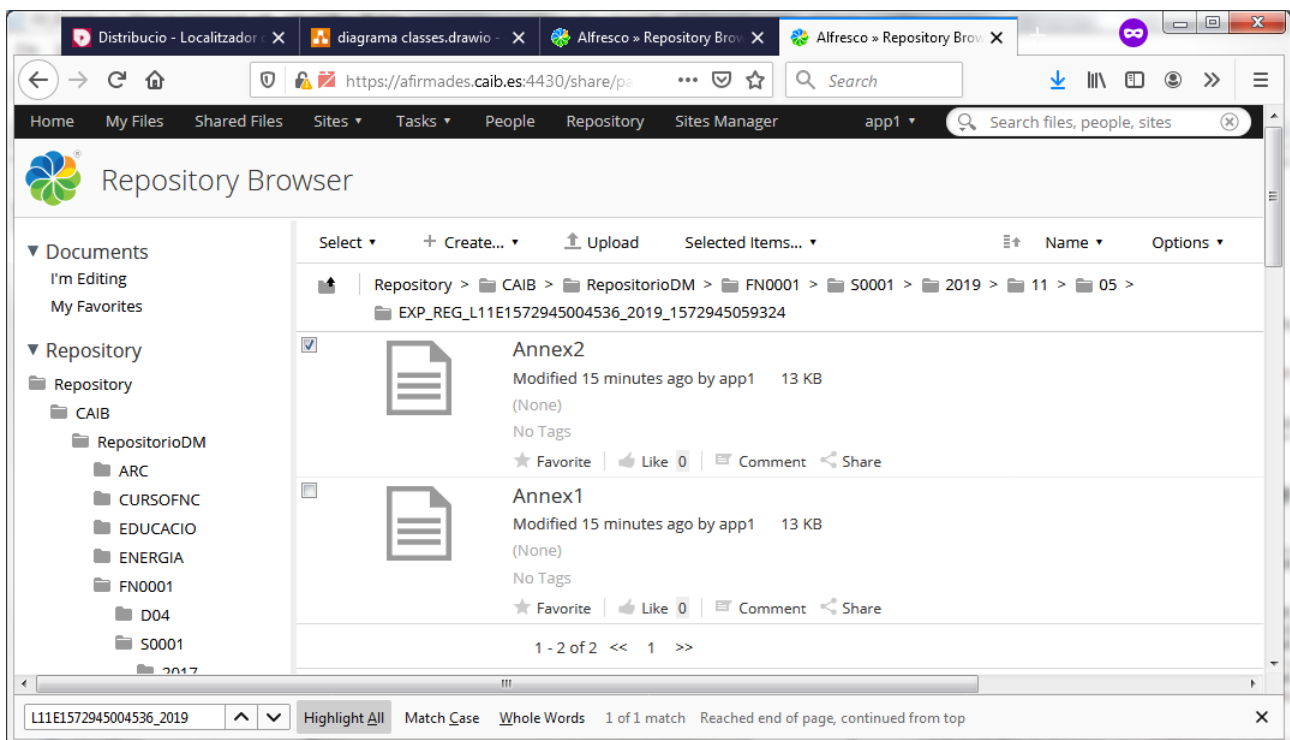 Distribucio - Localitzador
diagrama classes.drawio -
Alfresco » Repository Brow
Alfresco » Repository Brow
https://afirmades.caib.es:4430/share/pa
Search
Home My Files Shared Files Sites Tasks People Repository Sites Manager app1 Search files, people, sites
Repository Browser
Documents
I'm Editing
My Favorites
Repository
Repository
CAIB
RepositorioDM
ARC
CURSOFNC
EDUCACIO
ENERGIA
FN0001
D04
S0001
2017
Select + Create... Upload Selected Items... Name Options
Repository > CAIB > RepositorioDM > FN0001 > S0001 > 2019 > 11 > 05 >
EXP_REG_L11E1572945004536_2019_1572945059324
Annex2
Modified 15 minutes ago by app1 13 KB
(None)
No Tags
Favorite Like 0 Comment Share
Annex1
Modified 15 minutes ago by app1 13 KB
(None)
No Tags
Favorite Like 0 Comment Share
1 - 2 of 2 << 1 >>
L11E1572945004536_2019 Highlight All Match Case Whole Words 1 of 1 match Reached end of page, continued from top